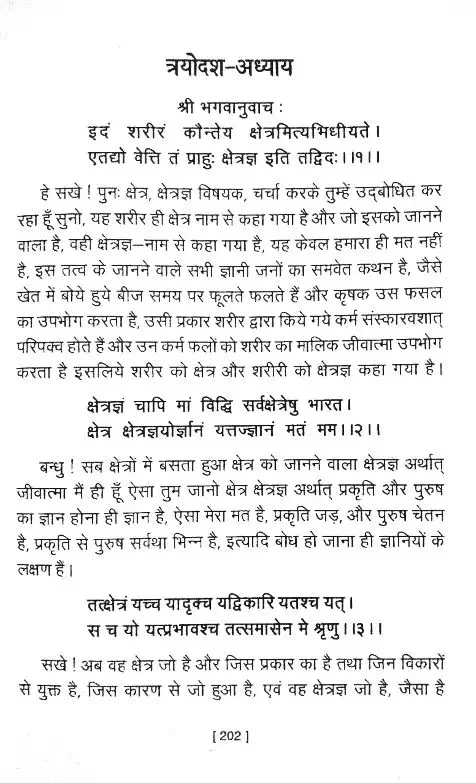 त्रयोदश-अध्याय
श्री भगवानुवाच :
इदं शरीरं कौन्तेय क्षेत्रमित्यभिधीयते।
एतद्यो वेत्ति तं प्राहुः क्षेत्रज्ञ इति तद्विदः।।१।।
हे सखे ! पुनः क्षेत्र, क्षेत्रज्ञ विषयक, चर्चा करके तुम्हें उद्बोधित कर
रहा हूँ सुनो, यह शरीर ही क्षेत्र नाम से कहा गया है और जो इसको जानने
वाला है, वही क्षेत्रज्ञ–नाम से कहा गया है, यह केवल हमारा ही मत नहीं
है, इस तत्व के जानने वाले सभी ज्ञानी जनों का समवेत कथन है, जैसे
खेत में बोये हुये बीज समय पर फूलते फलते हैं और कृषक उस फसल
का उपभोग करता है, उसी प्रकार शरीर द्वारा किये गये कर्म संस्कारवशात्
परिपक्व होते हैं और उन कर्म फलों को शरीर का मालिक जीवात्मा उपभोग
करता है इसलिये शरीर को क्षेत्र और शरीरी को क्षेत्रज्ञ कहा गया है।
क्षेत्रज्ञं चापि मां विद्धि सर्वक्षेत्रेषु भारत।
क्षेत्र क्षेत्रज्ञयोर्ज्ञानं यत्तज्ज्ञानं मतं मम।।२।।
बन्धु ! सब क्षेत्रों में बसता हुआ क्षेत्र को जानने वाला क्षेत्रज्ञ अर्थात्
जीवात्मा मैं ही हूँ ऐसा तुम जानो क्षेत्र क्षेत्रज्ञ अर्थात् प्रकृति और पुरुष
का ज्ञान होना ही ज्ञान है, ऐसा मेरा मत है, प्रकृति जड़, और पुरुष चेतन
है, प्रकृति से पुरुष सर्वथा भिन्न है, इत्यादि बोध हो जाना ही ज्ञानियों के
लक्षण हैं।
तत्क्षेत्रं यच्च यादृक्च यद्विकारि यतश्च यत्।
स च यो यत्प्रभावश्च तत्समासेन मे श्रृणु।।३।।
सखे ! अब वह क्षेत्र जो है और जिस प्रकार का है तथा जिन विकारों
से युक्त है, जिस कारण से जो हुआ है, एवं वह क्षेत्रज्ञ जो है, जैसा है
[ 202 ]